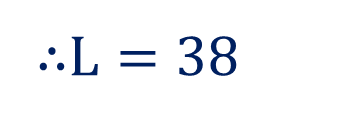 ∴L = 38